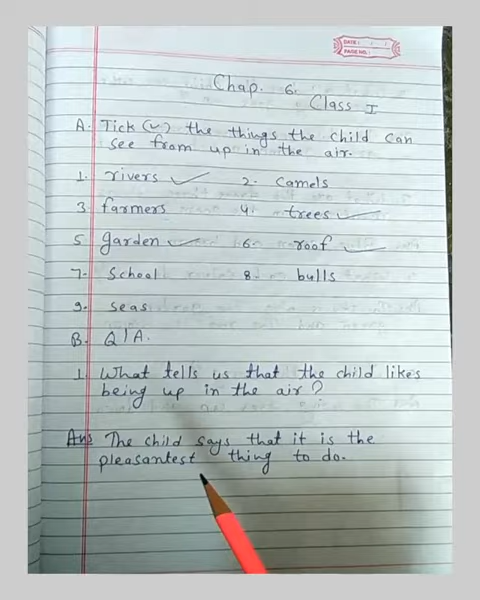 DATE:
PAGE NO.:
Chap. 6.
Class I
A. Tick (✓) the things the child can
see from up in the air.
1. rivers ✓ 2. Camels
3. farmers 4. trees ✓
5. garden ✓ 6. roof ✓
7. School 8. bulls
9. Seas
B. Q/A.
1. What tells us that the child likes
being up in the air?
Ans The child says that it is the
pleasantest thing to do.